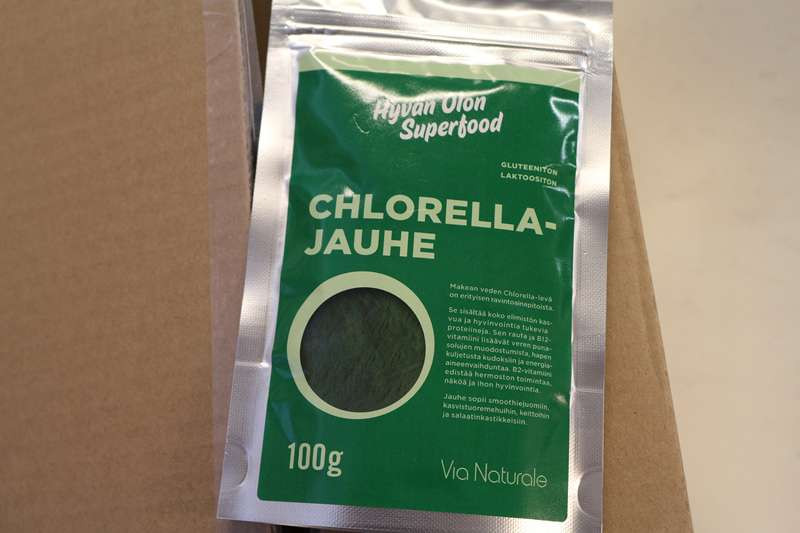 Hyvän Olon
Superfood
GLUTEENITON
LAKTOOSITON
CHLORELLA-
JAUHE
Makean veden Chlorella-levä
on erityisen ravintoainepitoista.
Se sisältää koko elimistön kas-
vua ja hyvinvointia tukevia
proteiineja. Sen rauta ja B12-
vitamiini lisäävät veren puna-
solujen muodostumista, hapen
kuljetusta kudoksiin ja energia-
aineenvaihduntaa. B2-vitamiini
edistää hermoston toimintaa,
näköä ja ihon hyvinvointia.
Jauhe sopii smoothiejuomiin,
kasvistuoremehuihin, keittoihin
ja salaatinkastikkeisiin.
100g
Via Naturale